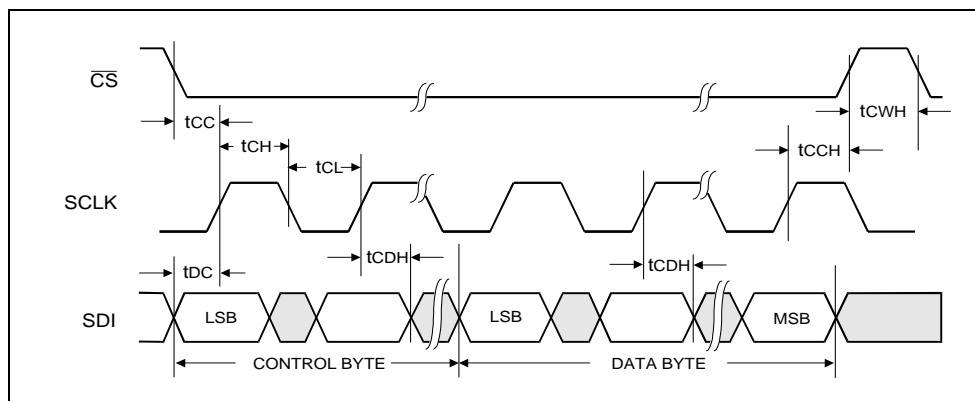 CS
tCC
tCWH
tCH
tCCH
tCL
SCLK
tCDH
tCDH
tDC
SDI
LSB
LSB
MSB
CONTROL BYTE
DATA BYTE